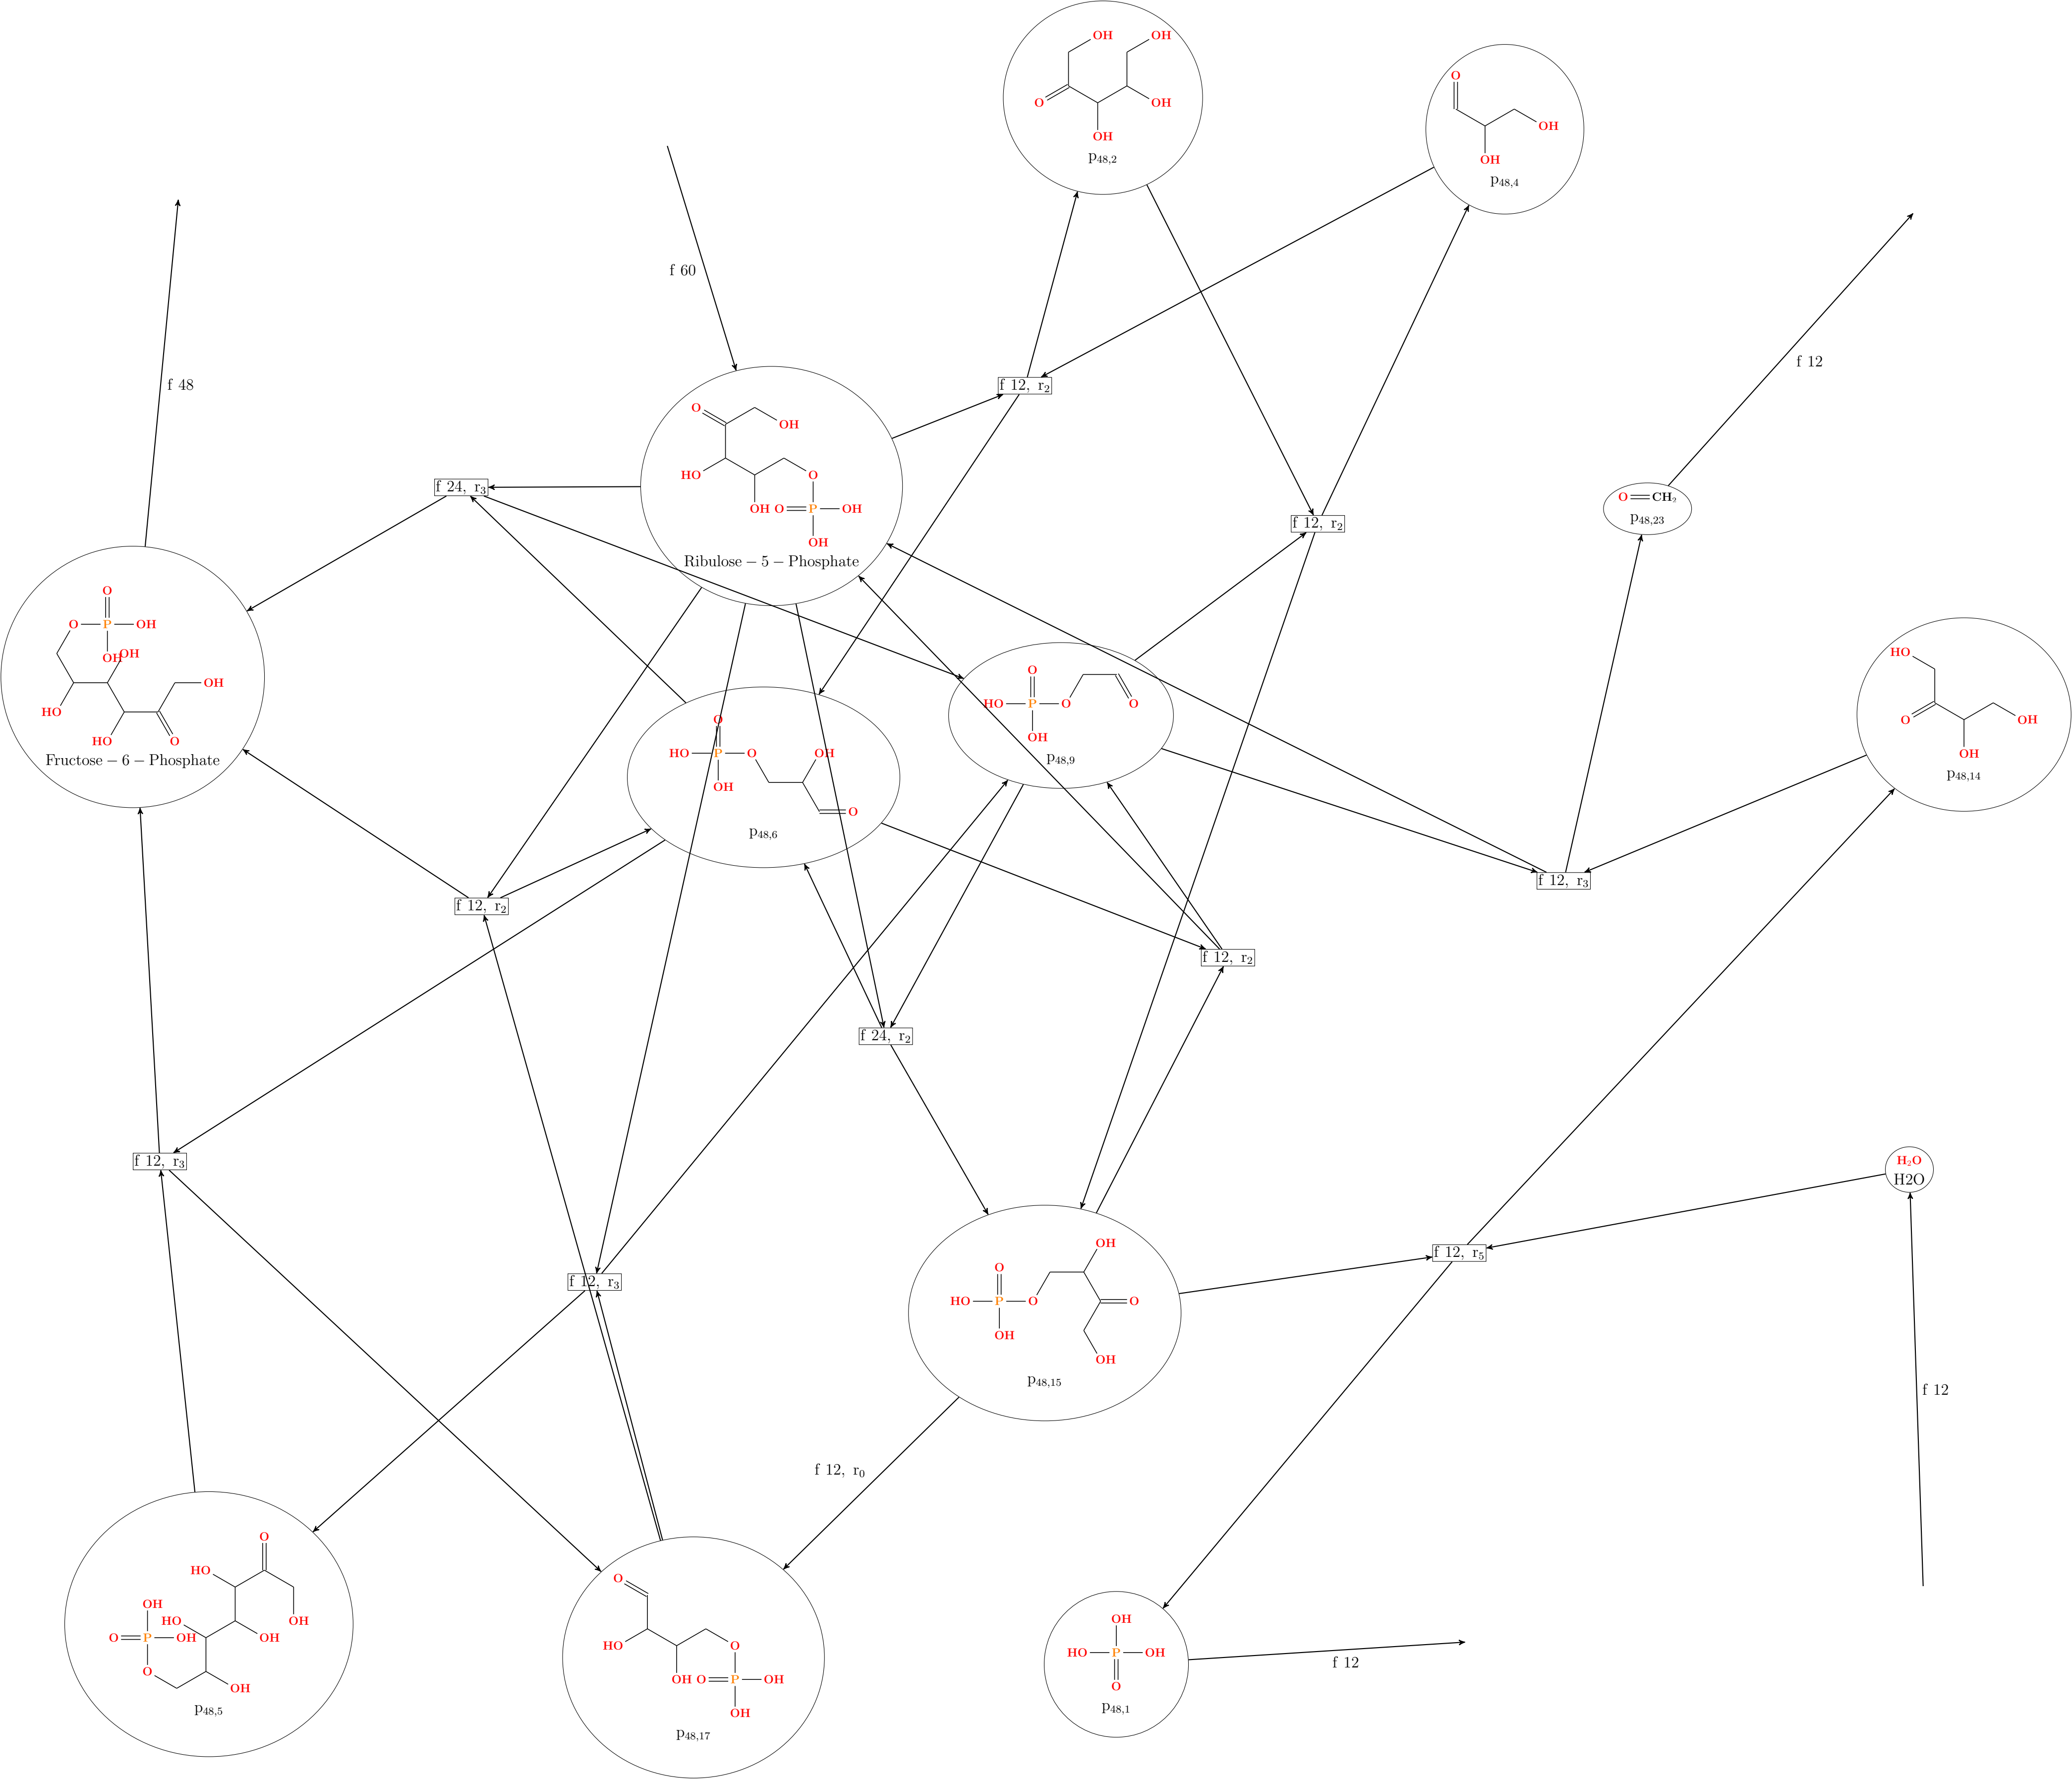 OH
OH
O
OH
OH
p48,2
O
OH
OH
p48,4
f 60
f 48
f 12
f 12, r2
O
OH
HO
O
OH
O
P
OH
OH
Ribulose − 5 − Phosphate
f 24, r3
O
CH2
p48,23
f 12, r2
O
O
P
OH
OH
OH
HO
OH
HO
O
Fructose − 6 − Phosphate
O
HO
P
O
O
OH
p48,9
HO
O
OH
OH
p48,14
O
HO
P
O
OH
OH
O
p48,6
f 12, r3
f 12, r2
f 12, r2
f 24, r2
f 12, r3
H2O
H2O
f 12, r5
f 12, r3
OH
O
HO
P
O
O
OH
OH
p48,15
f 12
f 12, r0
O
HO
OH
HO
OH
O
P
OH
OH
O
OH
p48,5
O
HO
O
OH
O
P
OH
OH
p48,17
OH
HO
P
OH
O
p48,1
f 12